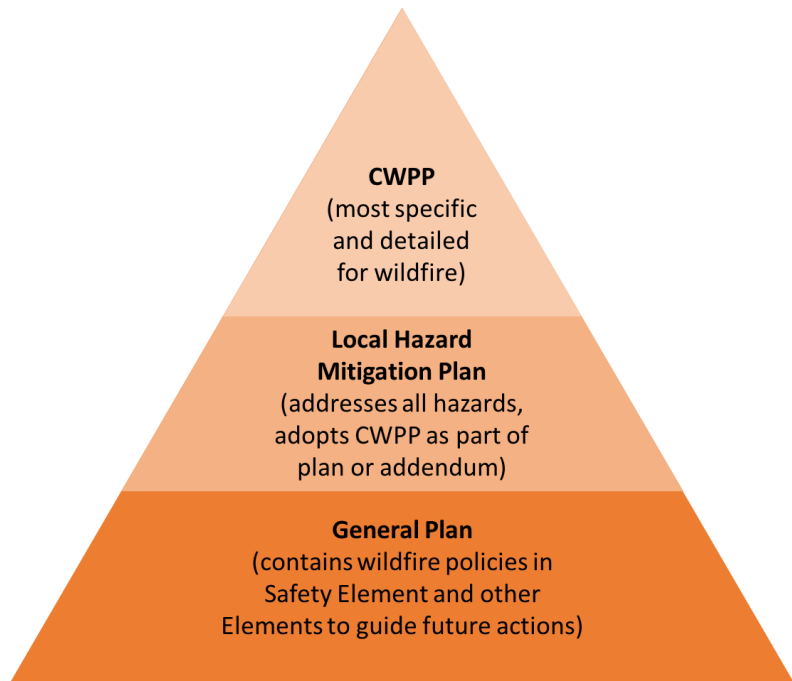 CWPP
(most specific
and detailed
for wildfire)
Local Hazard
Mitigation Plan
(addresses all hazards,
adopts CWPP as part of
plan or addendum)
General Plan
(contains wildfire policies in
Safety Element and other
Elements to guide future actions)